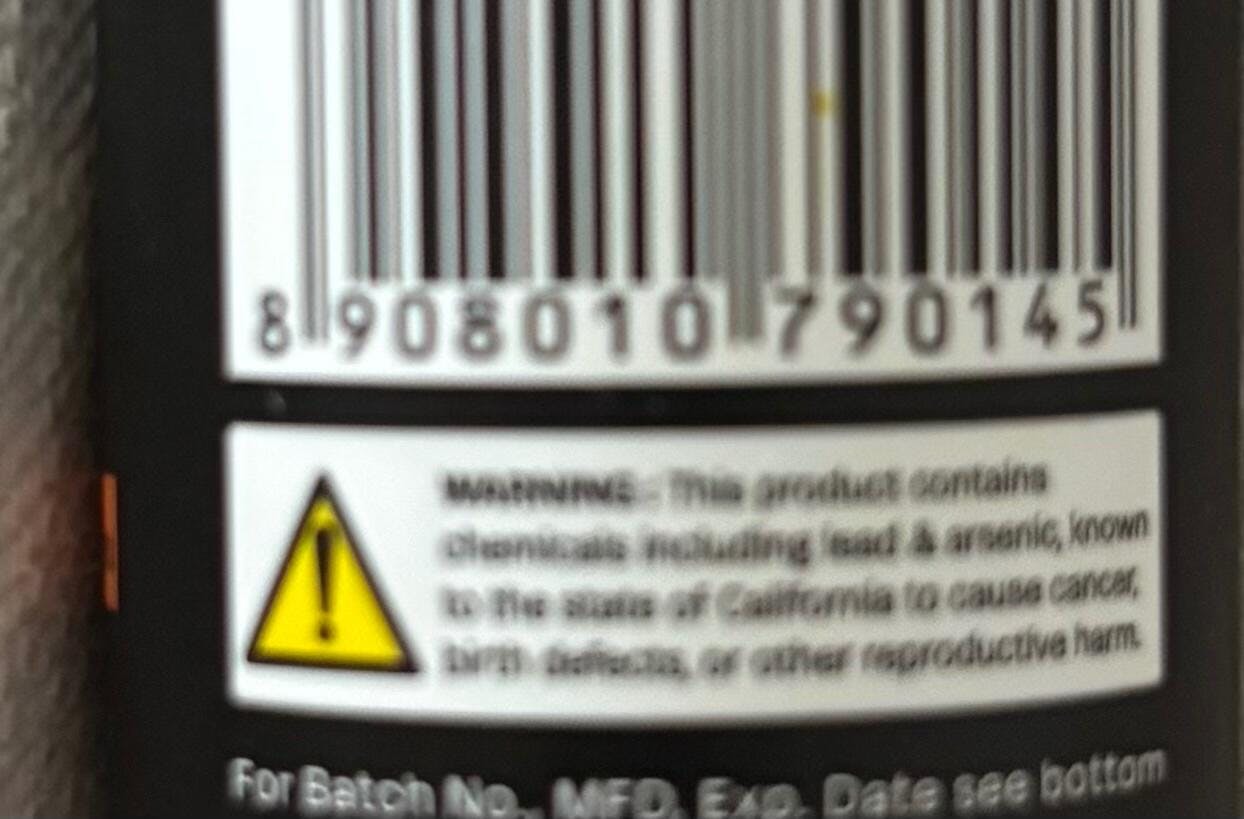 8 908010 790145
WARNING : This product contains
chemicals including lead & arsenic, known
to the state of California to cause cancer,
birth defects, or other reproductive harm.
For Batch No., MFD, Exp. Date see bottom